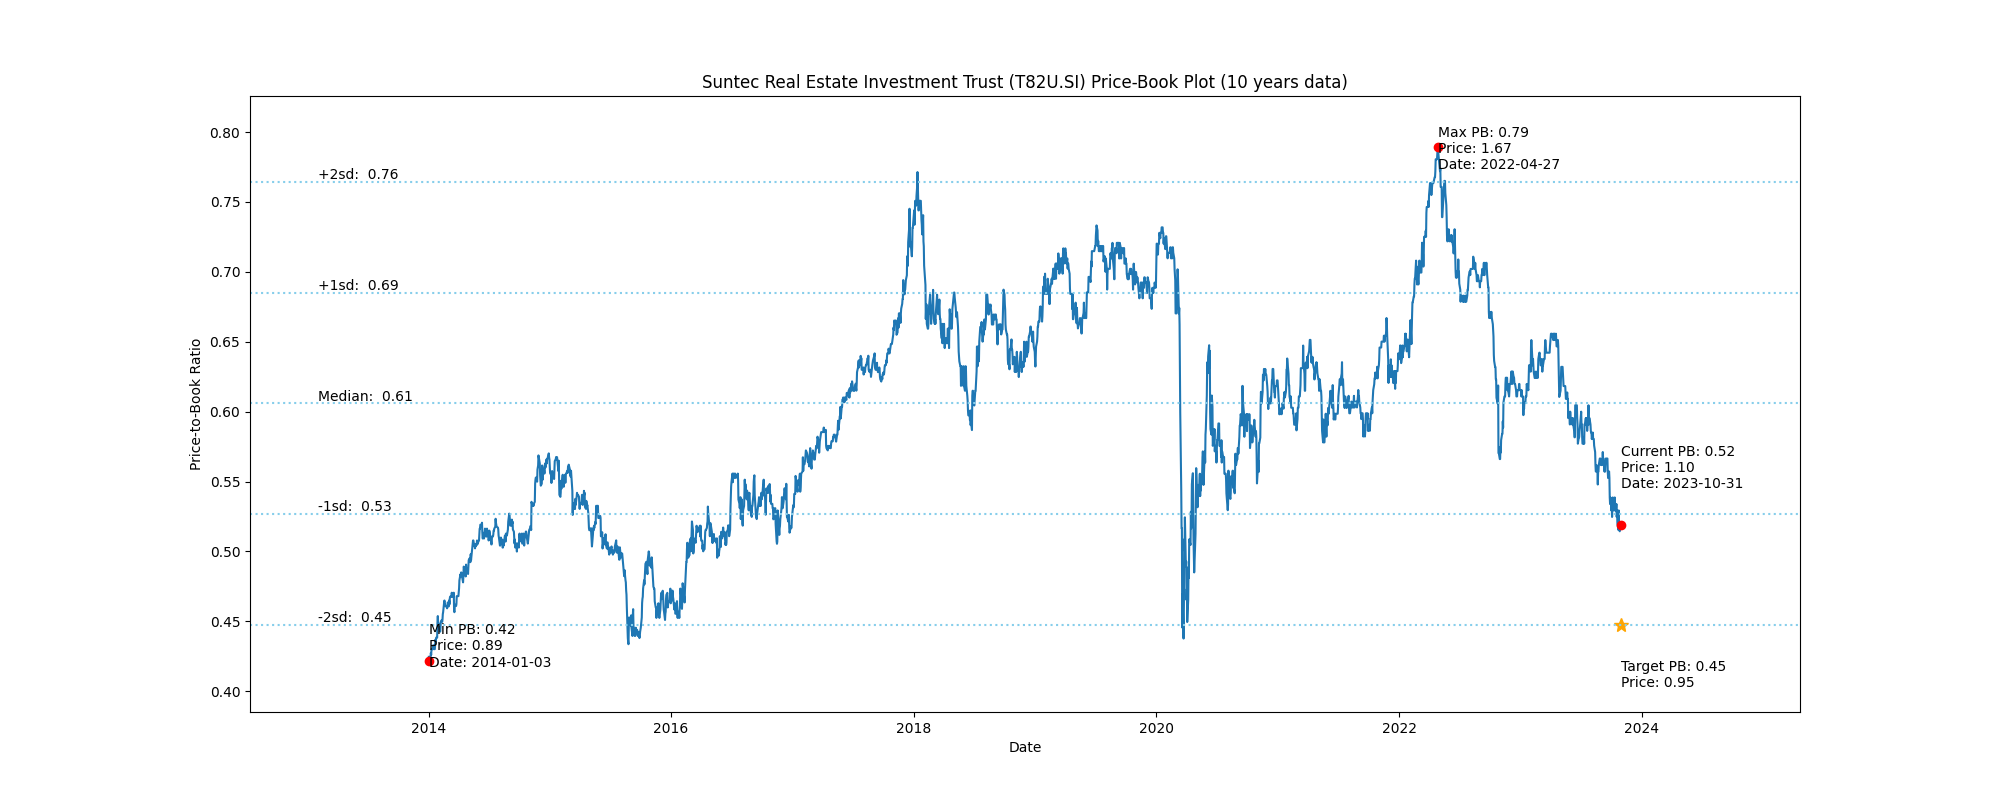 Suntec Real Estate Investment Trust (T82U.SI) Price-Book Plot (10 years data)
Price-to-Book Ratio
0.80
0.75
0.70
0.65
0.60
0.55
0.50
0.45
0.40
+2sd:  0.76
+1sd:  0.69
Median:  0.61
-1sd:  0.53
-2sd:  0.45
Min PB: 0.42
Price: 0.89
Date: 2014-01-03
Max PB: 0.79
Price: 1.67
Date: 2022-04-27
Current PB: 0.52
Price: 1.10
Date: 2023-10-31
Target PB: 0.45
Price: 0.95
2014
2016
2018
2020
2022
2024
Date